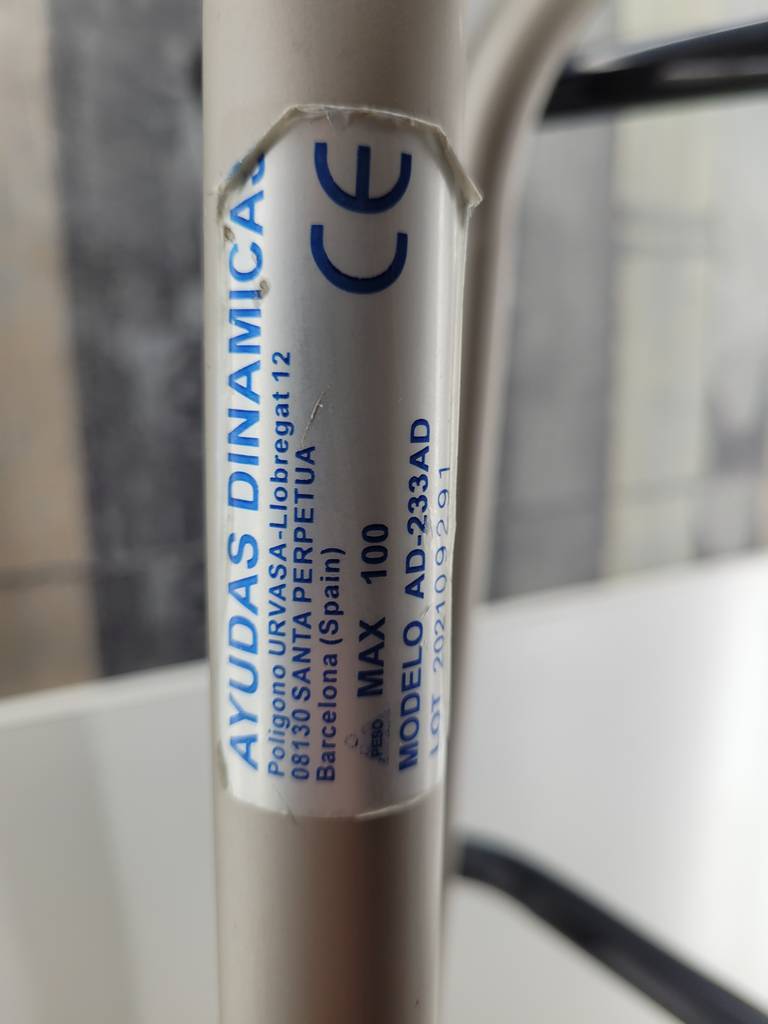 AYUDAS DINAMICAS
Poligono URVASA-Llobregat 12
08130 SANTA PERPETUA
Barcelona (Spain)
CE
PESO
MAX 100
MODELO AD-233AD
LOT 202109291